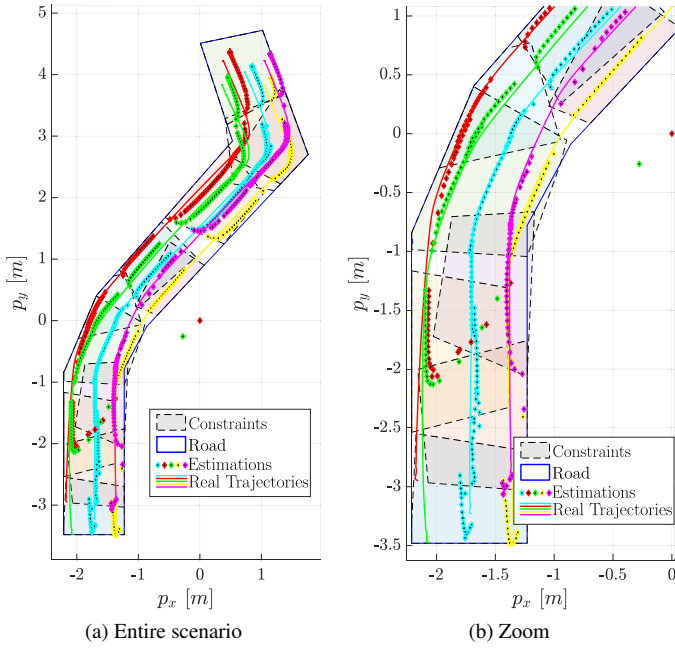 5
4
3
2
1
0
-1
-2
-3
-2
-1
0
1
p_y [m]
p_x [m]
Constraints
Road
Estimations
Real Trajectories
(a) Entire scenario
1
0.5
0
-0.5
-1
-1.5
-2
-2.5
-3
-3.5
-2
-1.5
-1
-0.5
0
p_y [m]
p_x [m]
Constraints
Road
Estimations
Real Trajectories
(b) Zoom